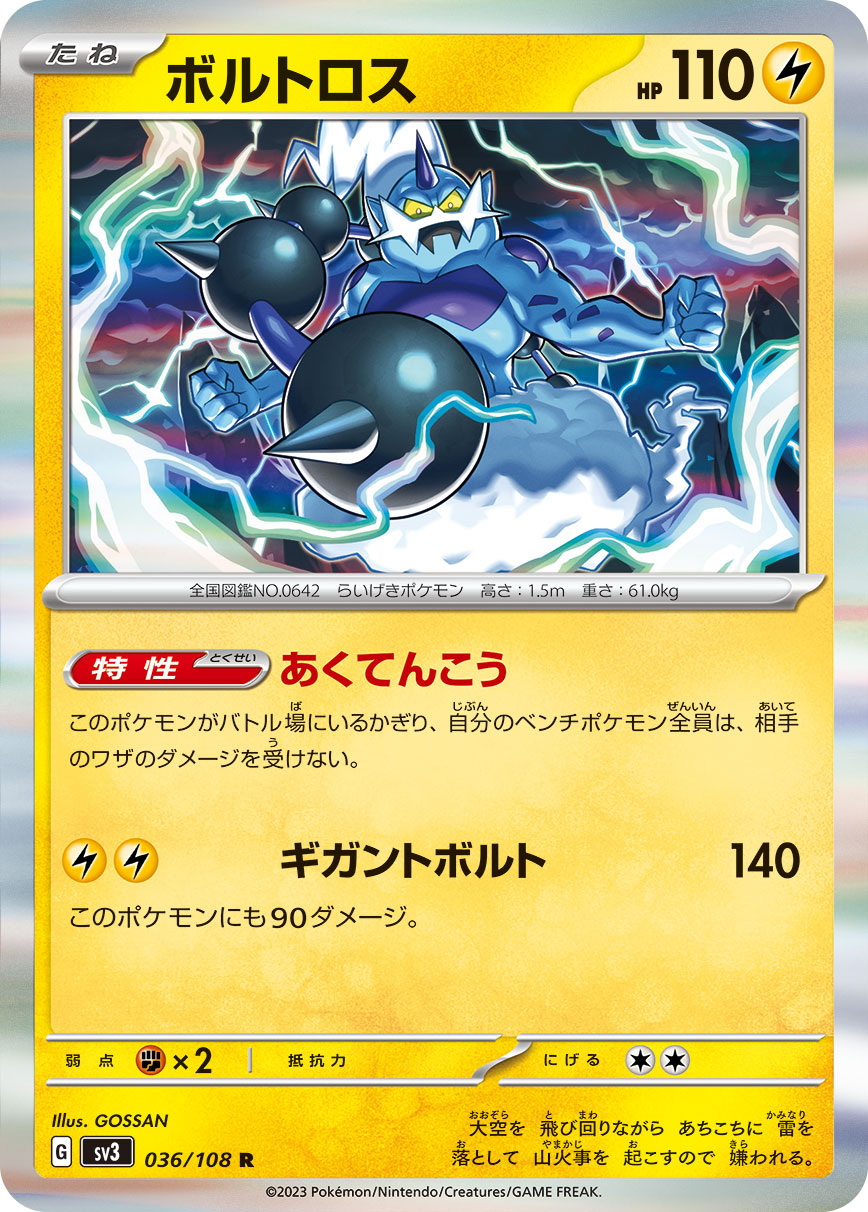 たね
ボルトロス
HP 110
全国図鑑NO.0642 らいげきポケモン 高さ：1.5m 重さ：61.0kg
特性 とくせい あくてんこう
このポケモンがバトル場にいるかぎり、自分のベンチポケモン全員は、相手
のワザのダメージを受けない。
ギガントボルト 140
このポケモンにも90ダメージ。
弱点 ×2 抵抗力 にげる
Illus. GOSSAN
大空を 飛び回りながら あちこちに 雷を
落として 山火事を 起こすので 嫌われる。
G sv3 036/108 R
©2023 Pokémon/Nintendo/Creatures/GAME FREAK.